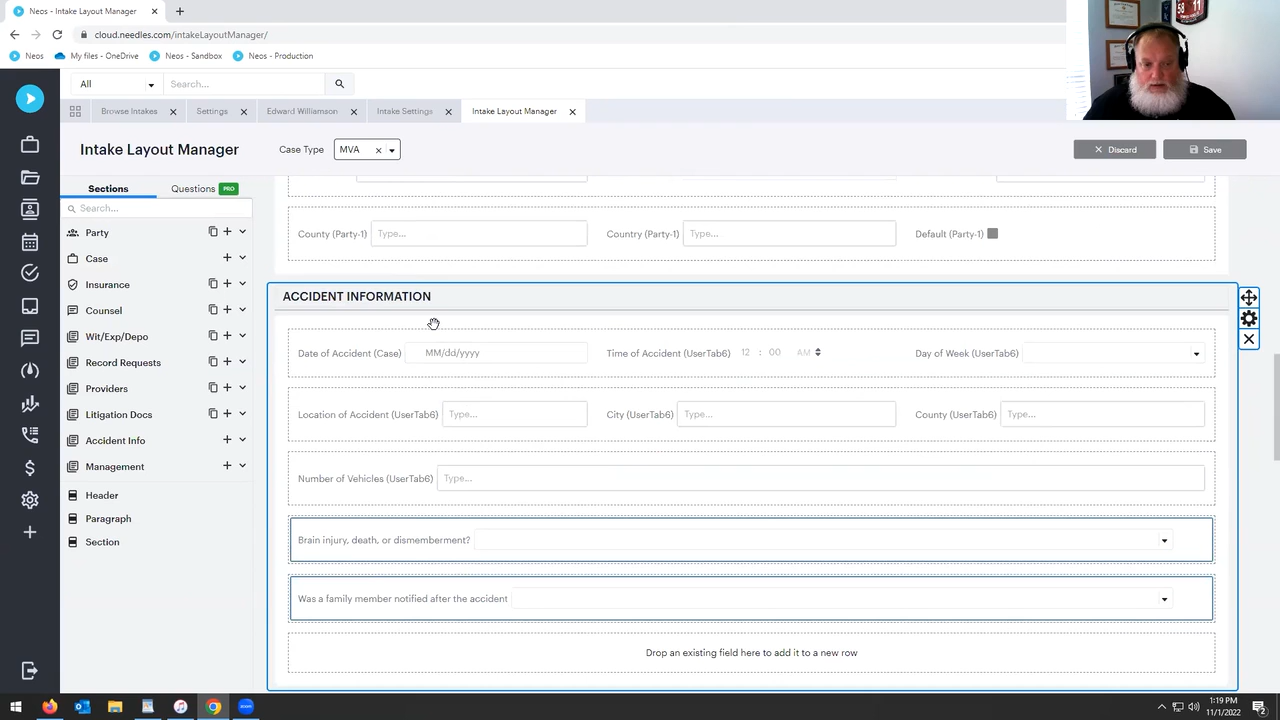 Neos - Intake Layout Manager
cloud.needles.com/intakeLayoutManager/
Neos My files - OneDrive Neos - Sandbox Neos - Production
All Search...
Browse Intakes Settings Edward Williamson Intake Settings Intake Layout Manager
Intake Layout Manager Case Type MVA Discard Save
Sections Questions PRO
Search...
Party
Case
Insurance
Counsel
Wit/Exp/Depo
Record Requests
Providers
Litigation Docs
Accident Info
Management
Header
Paragraph
Section
County (Party-1) Type... Country (Party-1) Type... Default (Party-1)
ACCIDENT INFORMATION
Date of Accident (Case) MM/dd/yyyy Time of Accident (UserTab6) 12 : 00 AM Day of Week (UserTab6)
Location of Accident (UserTab6) Type... City (UserTab6) Type... County (UserTab6) Type...
Number of Vehicles (UserTab6) Type...
Brain injury, death, or dismemberment?
Was a family member notified after the accident
Drop an existing field here to add it to a new row
1:19 PM
11/1/2022